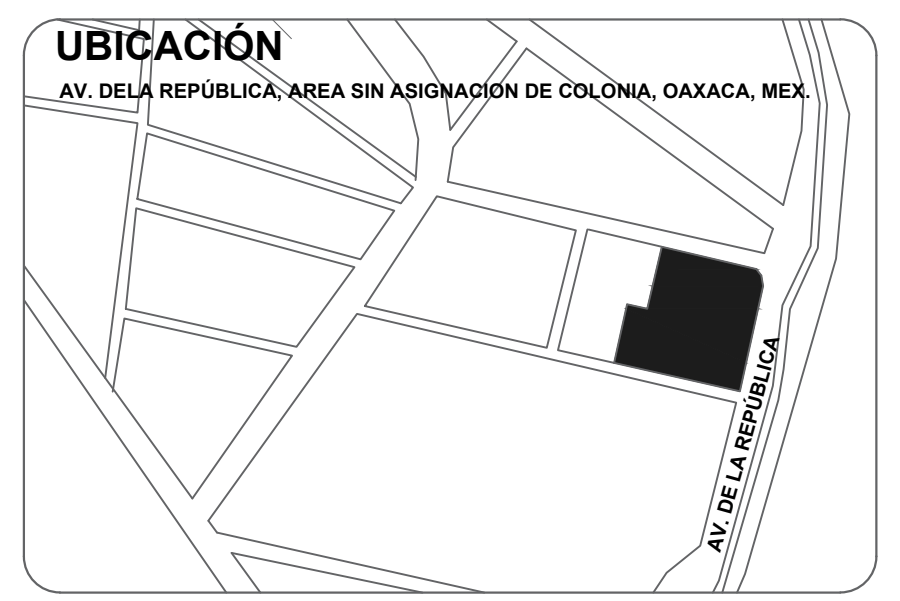 UBICACIÓN
AV. DELA REPÚBLICA, AREA SIN ASIGNACION DE COLONIA, OAXACA, MEX.
AV. DE LA REPÚBLICA